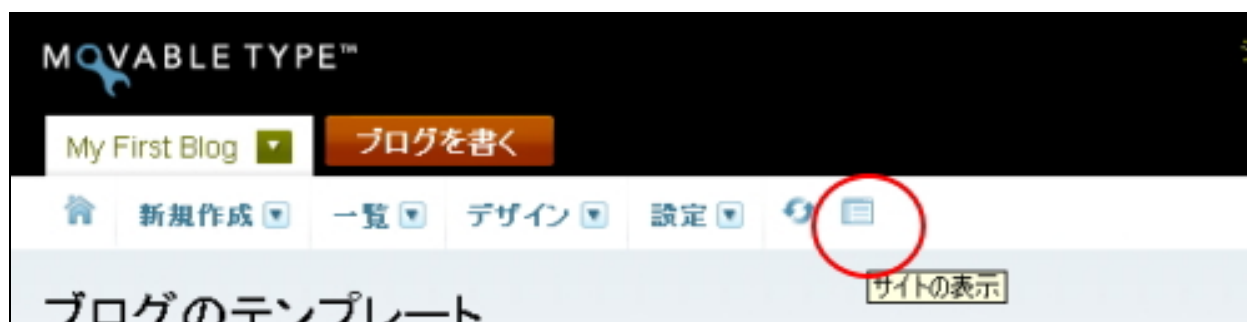 MOVABLE TYPE™
My First Blog ブログを書く
新規作成 一覧 デザイン 設定
サイトの表示
ブログのテンプレート